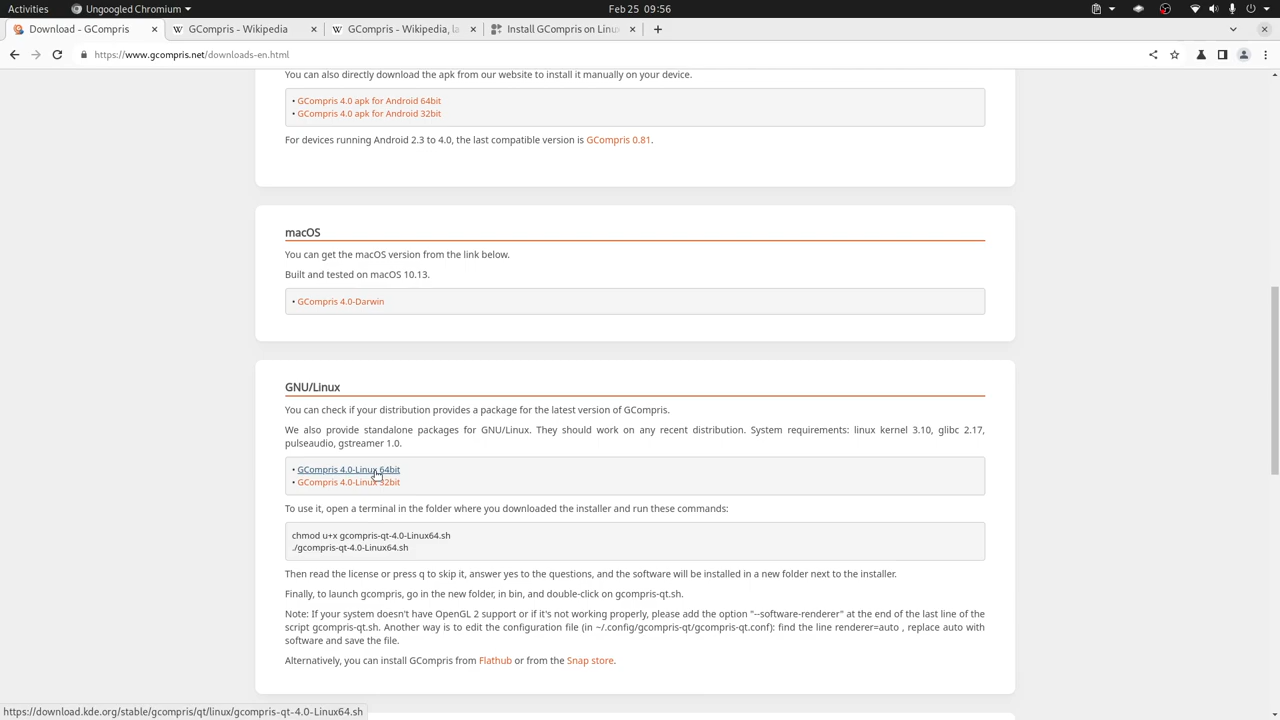 Activities
Ungoogled Chromium
Feb 25 09:56
Download - GCompris
GCompris - Wikipedia
GCompris - Wikipedia, la
Install GCompris on Linux
https://www.gcompris.net/downloads-en.html
You can also directly download the apk from our website to install it manually on your device.
• GCompris 4.0 apk for Android 64bit
• GCompris 4.0 apk for Android 32bit
For devices running Android 2.3 to 4.0, the last compatible version is GCompris 0.81.
macOS
You can get the macOS version from the link below.
Built and tested on macOS 10.13.
• GCompris 4.0-Darwin
GNU/Linux
You can check if your distribution provides a package for the latest version of GCompris.
We also provide standalone packages for GNU/Linux. They should work on any recent distribution. System requirements: linux kernel 3.10, glibc 2.17,
pulseaudio, gstreamer 1.0.
• GCompris 4.0-Linux 64bit
• GCompris 4.0-Linux 32bit
To use it, open a terminal in the folder where you downloaded the installer and run these commands:
chmod u+x gcompris-qt-4.0-Linux64.sh
./gcompris-qt-4.0-Linux64.sh
Then read the license or press q to skip it, answer yes to the questions, and the software will be installed in a new folder next to the installer.
Finally, to launch gcompris, go in the new folder, in bin, and double-click on gcompris-qt.sh.
Note: If your system doesn't have OpenGL 2 support or if it's not working properly, please add the option "--software-renderer" at the end of the last line of the
script gcompris-qt.sh. Another way is to edit the configuration file (in ~/.config/gcompris-qt/gcompris-qt.conf): find the line renderer=auto , replace auto with
software and save the file.
Alternatively, you can install GCompris from Flathub or from the Snap store.
https://download.kde.org/stable/gcompris/qt/linux/gcompris-qt-4.0-Linux64.sh